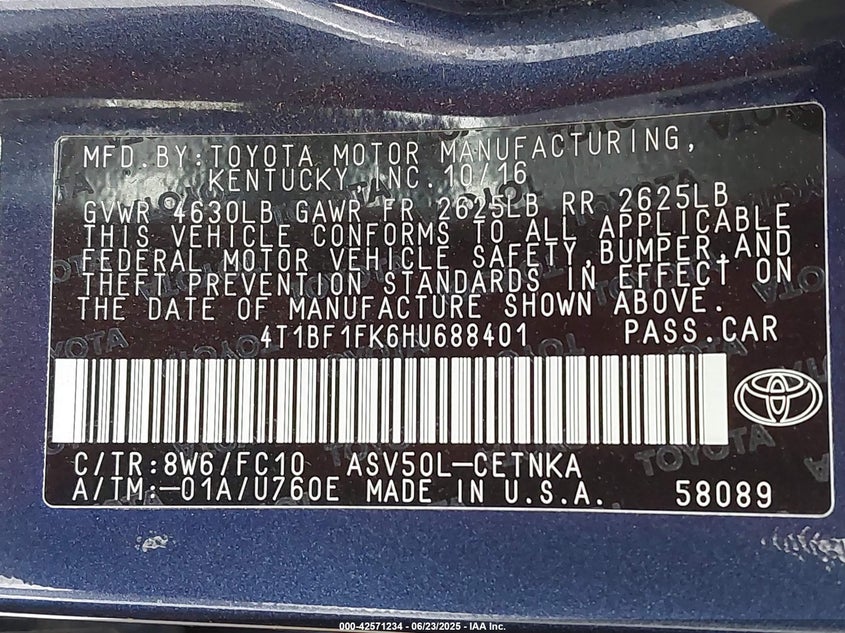 MFD.BY:TOYOTA MOTOR MANUFACTURING,
KENTUCKY,INC. 10/16
GVWR 4630LB GAWR FR 2625LB RR 2625LB
THIS VEHICLE CONFORMS TO ALL APPLICABLE
FEDERAL MOTOR VEHICLE SAFETY,BUMPER,AND
THEFT PREVENTION STANDARDS IN EFFECT ON
THE DATE OF MANUFACTURE SHOWN ABOVE.
4T1BF1FK6HU688401 PASS.CAR
C/TR:8W6/FC10 ASV50L-CETNKA
A/TM:-01A/U760E MADE IN U.S.A. 58089
TOYOTA
000-42571234 - 06/23/2025 - IAA Inc.